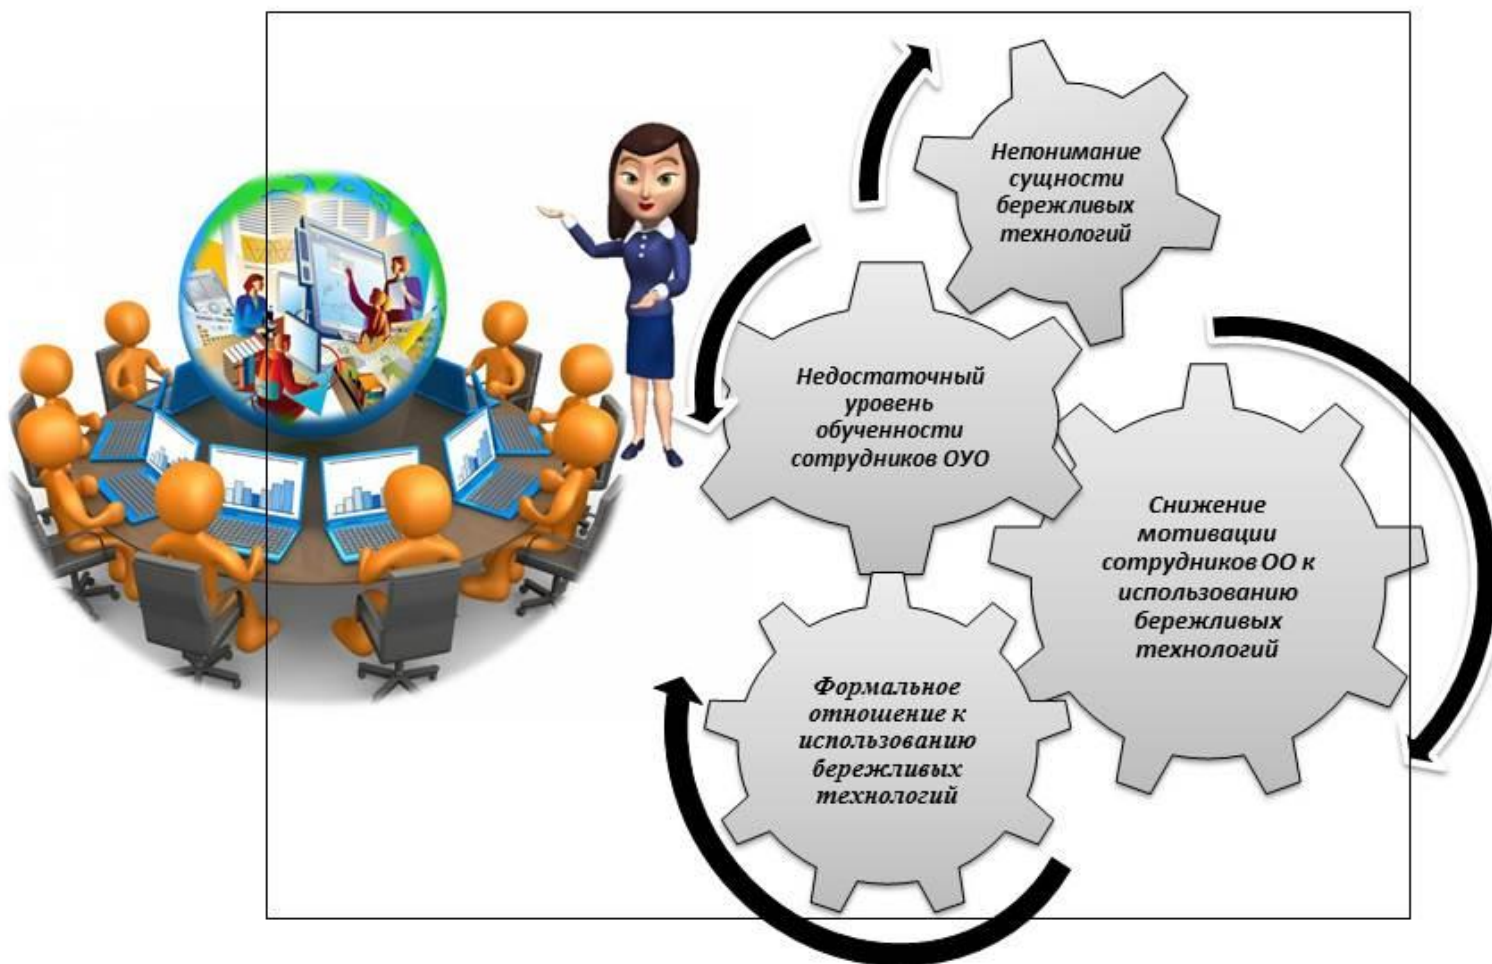 Непонимание
сущности
бережливых
технологий
Недостаточный
уровень
обученности
сотрудников ОУО
Снижение
мотивации
сотрудников ОО к
использованию
бережливых
технологий
Формальное
отношение к
использованию
бережливых
технологий